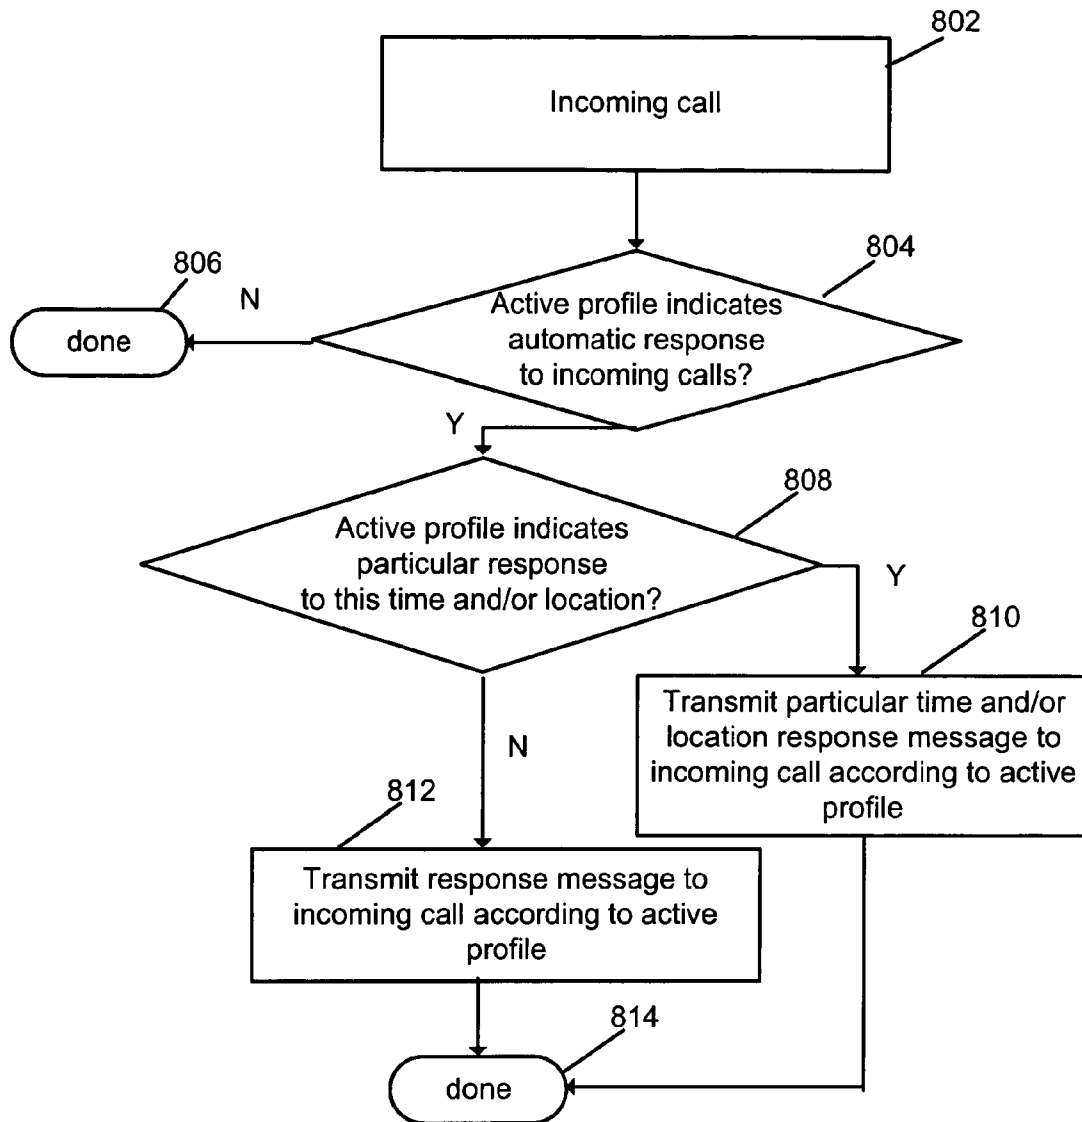 802
Incoming call
804
806
N
Active profile indicates
automatic response
to incoming calls?
done
Y
808
Active profile indicates
particular response
to this time and/or location?
Y
810
Transmit particular time and/or
location response message to
incoming call according to active
profile
N
812
Transmit response message to
incoming call according to active
profile
814
done